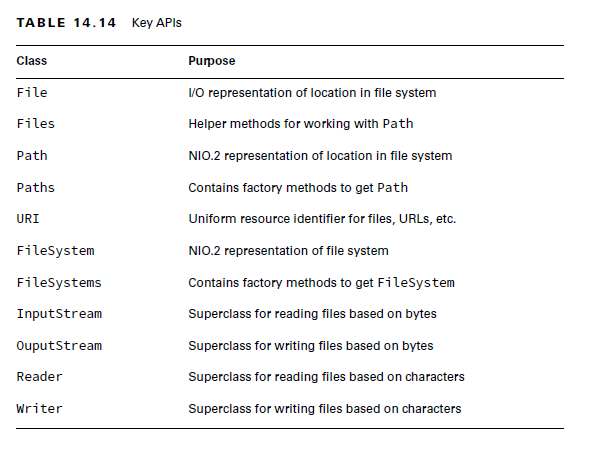 TABLE 14.14 Key APIs
Class Purpose
File I/O representation of location in file system
Files Helper methods for working with Path
Path NIO.2 representation of location in file system
Paths Contains factory methods to get Path
URI Uniform resource identifier for files, URLs, etc.
FileSystem NIO.2 representation of file system
FileSystems Contains factory methods to get FileSystem
InputStream Superclass for reading files based on bytes
OuputStream Superclass for writing files based on bytes
Reader Superclass for reading files based on characters
Writer Superclass for writing files based on characters